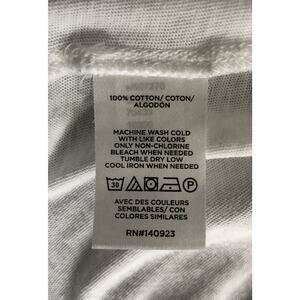 100% COTTON/ COTON/
ALGODÓN
MACHINE WASH COLD
WITH LIKE COLORS
ONLY NON-CHLORINE
BLEACH WHEN NEEDED
TUMBLE DRY LOW
COOL IRON WHEN NEEDED
30
P
AVEC DES COULEURS
SEMBLABLES/ CON
COLORES SIMILARES
RN#140923